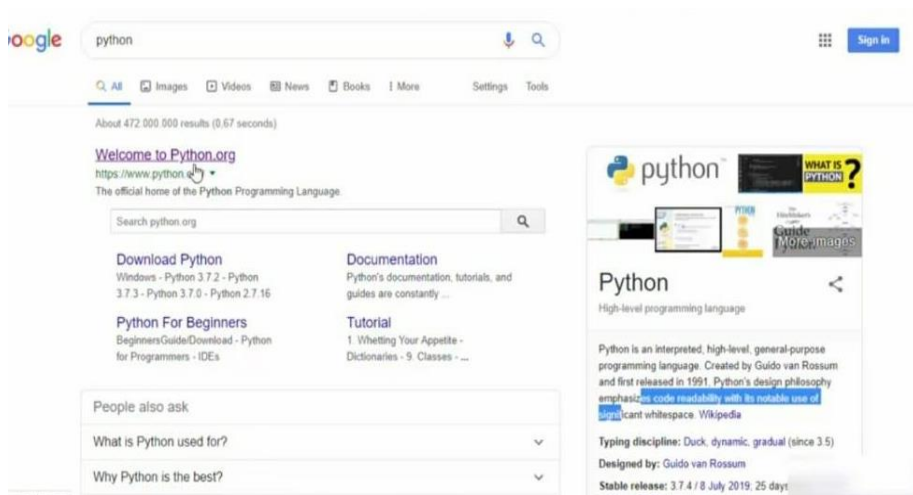 oogle
python
Sign in
All Images Videos News Books More Settings Tools
About 472.000.000 results (0,67 seconds)
Welcome to Python.org
https://www.python.
The official home of the Python Programming Language.
Search python.org
Download Python
Windows - Python 3.7.2 - Python
3.7.3 - Python 3.7.0 - Python 2.7.16
Documentation
Python's documentation, tutorials, and
guides are constantly ...
Python For Beginners
BeginnersGuide/Download - Python
for Programmers - IDEs
Tutorial
1. Whetting Your Appetite -
Dictionaries - 9. Classes - ...
People also ask
What is Python used for?
Why Python is the best?
python
WHAT IS
PYTHON
?
PYTHON
The
Hitchhiker's
Guide
Python
More images
Python
High-level programming language
Python is an interpreted, high-level, general-purpose
programming language. Created by Guido van Rossum
and first released in 1991, Python's design philosophy
emphasizes code readability with its notable use of
significant whitespace. Wikipedia
Typing discipline: Duck, dynamic, gradual (since 3.5)
Designed by: Guido van Rossum
Stable release: 3.7.4 / 8 July 2019; 25 days